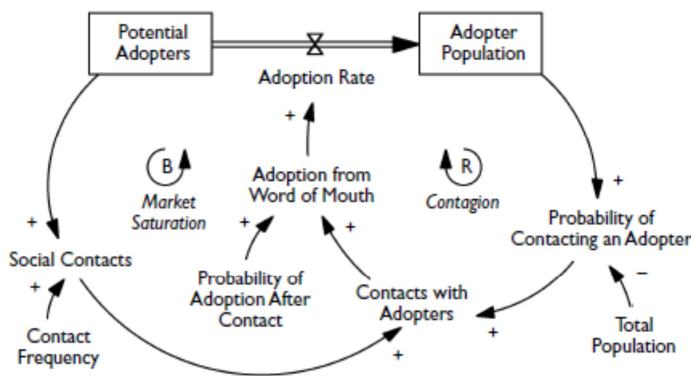 Potential
Adopters
Adopter
Population
Adoption Rate
+
B
Market
Saturation
Adoption from
Word of Mouth
R
Contagion
+
+
Social Contacts
+
+
+
Probability of
Contacting an Adopter
−
Probability of
Adoption After
Contact
Contacts with
Adopters
+
+
Contact
Frequency
Total
Population